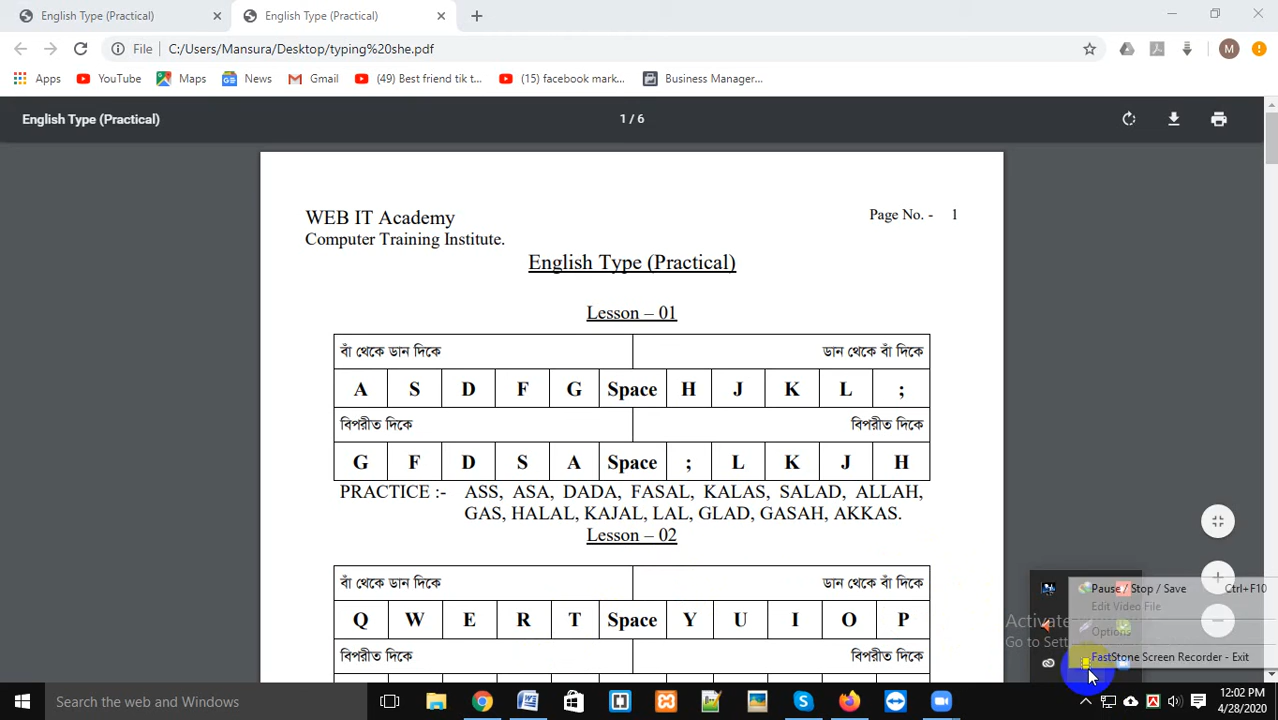 English Type (Practical)
English Type (Practical)
File
C:/Users/Mansura/Desktop/typing%20she.pdf
M
Apps YouTube Maps News Gmail (49) Best friend tik t... (15) facebook mark... Business Manager...
English Type (Practical)
1 / 6
WEB IT Academy
Page No. - 1
Computer Training Institute.
English Type (Practical)
Lesson – 01
বাঁ থেকে ডান দিকে
ডান থেকে বাঁ দিকে
A S D F G Space H J K L ;
বিপরীত দিকে
বিপরীত দিকে
G F D S A Space ; L K J H
PRACTICE :- ASS, ASA, DADA, FASAL, KALAS, SALAD, ALLAH,
GAS, HALAL, KAJAL, LAL, GLAD, GASAH, AKKAS.
Lesson – 02
বাঁ থেকে ডান দিকে
ডান থেকে বাঁ দিকে
Q W E R T Space Y U I O P
বিপরীত দিকে
বিপরীত দিকে
Pause / Stop / Save Ctrl+F10
Edit Video File
Options
FastStone Screen Recorder - Exit
Activate
Go to
Search the web and Windows
12:02 PM
4/28/2020